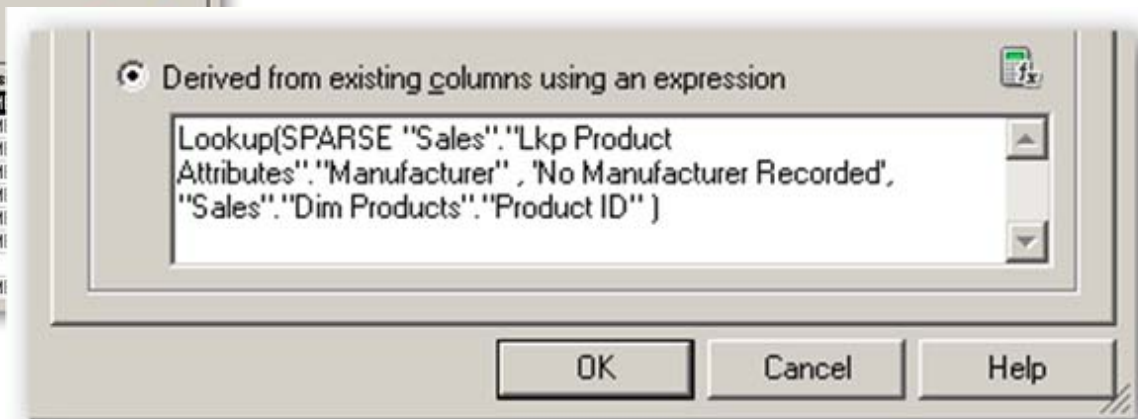 Derived from existing columns using an expression
Lookup(SPARSE "Sales"."Lkp Product
Attributes"."Manufacturer" , 'No Manufacturer Recorded',
"Sales"."Dim Products"."Product ID" )
OK
Cancel
Help